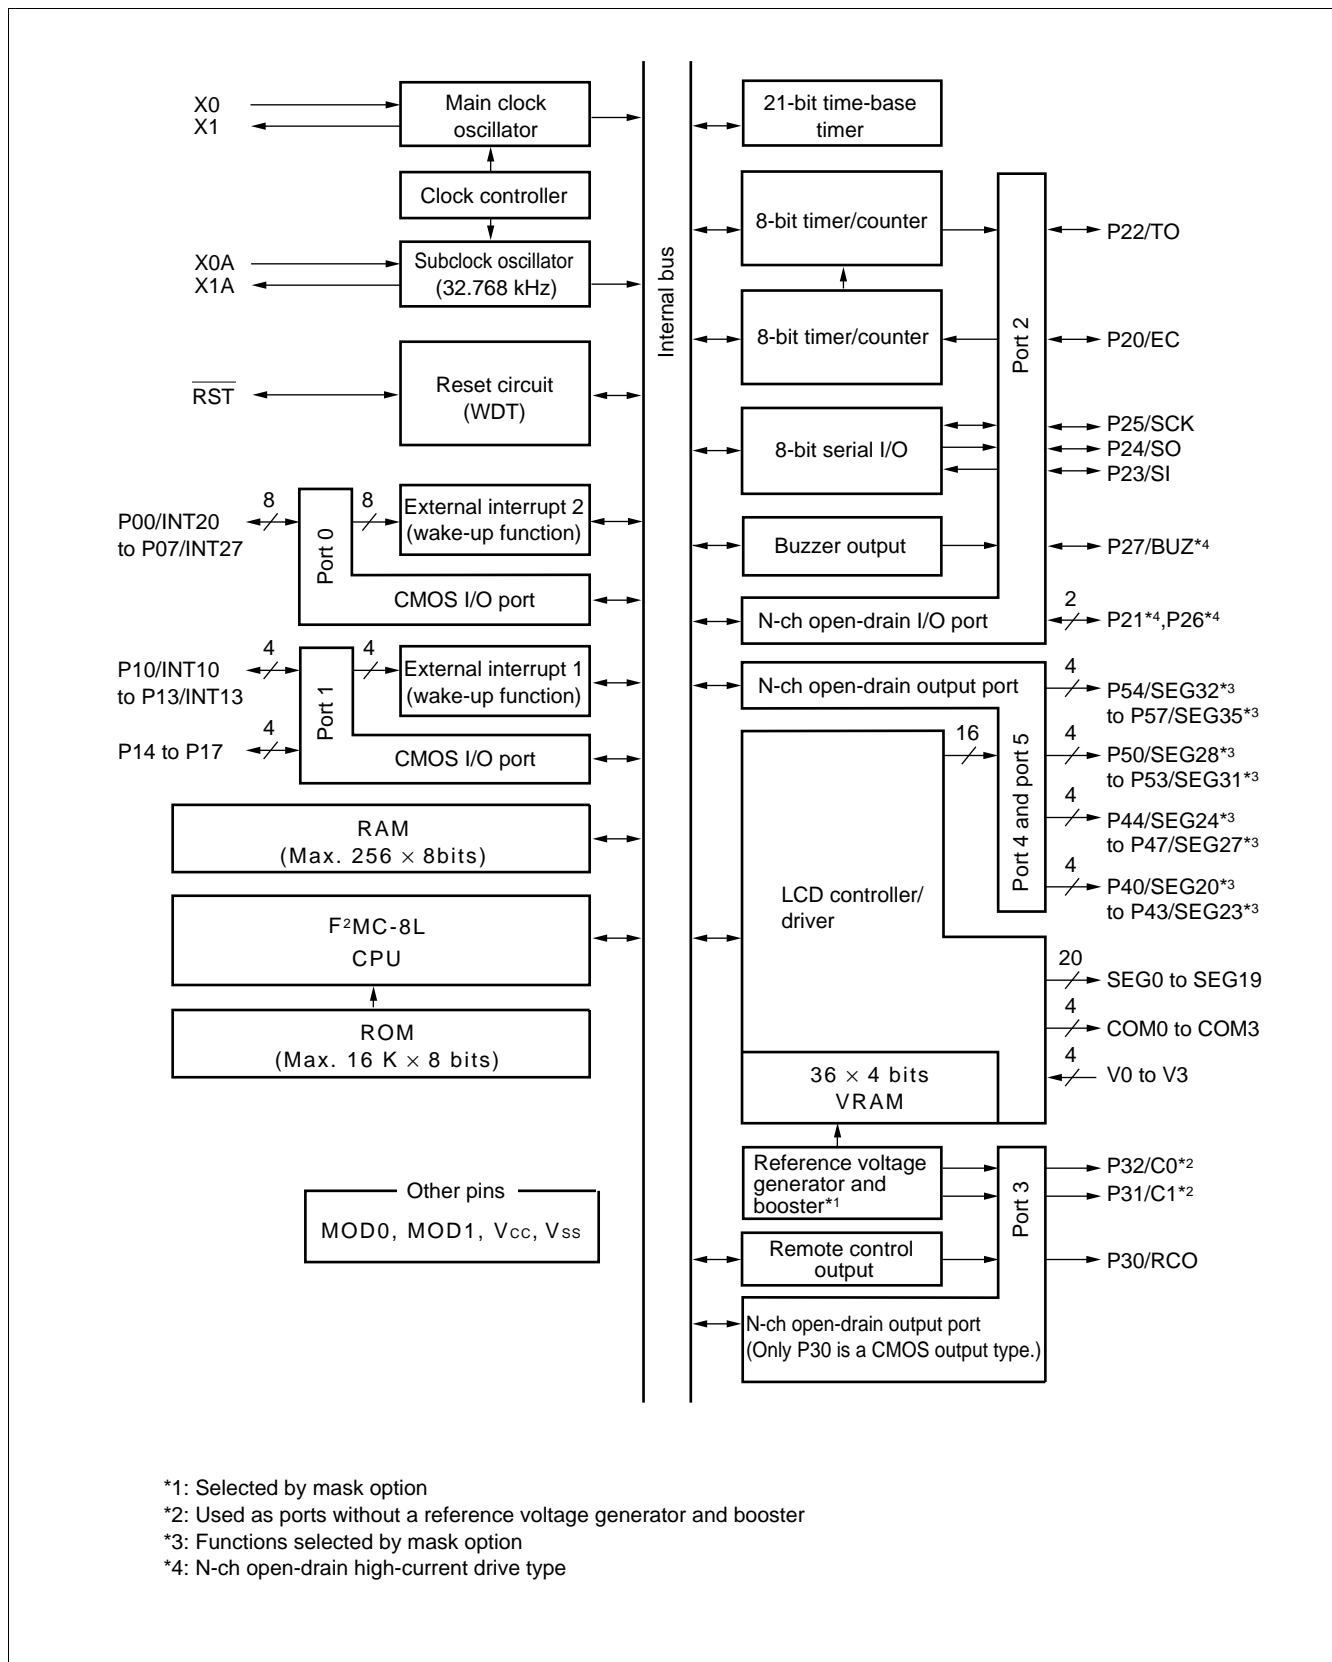 X0
X1
Main clock
oscillator
Clock controller
X0A
X1A
Subclock oscillator
(32.768 kHz)
RST
Reset circuit
(WDT)
P00/INT20
to P07/INT27
8
8
Port 0
External interrupt 2
(wake-up function)
CMOS I/O port
P10/INT10
to P13/INT13
4
4
Port 1
External interrupt 1
(wake-up function)
P14 to P17
4
CMOS I/O port
RAM
(Max. 256 × 8bits)
F²MC-8L
CPU
ROM
(Max. 16 K × 8 bits)
Other pins
MOD0, MOD1, Vcc, Vss
Internal bus
21-bit time-base
timer
8-bit timer/counter
P22/TO
8-bit timer/counter
Port 2
P20/EC
8-bit serial I/O
P25/SCK
P24/SO
P23/SI
Buzzer output
P27/BUZ*4
N-ch open-drain I/O port
2
P21*4,P26*4
N-ch open-drain output port
4
P54/SEG32*3
to P57/SEG35*3
16
Port 4 and port 5
4
P50/SEG28*3
to P53/SEG31*3
4
P44/SEG24*3
to P47/SEG27*3
4
P40/SEG20*3
to P43/SEG23*3
LCD controller/
driver
20
SEG0 to SEG19
4
COM0 to COM3
4
V0 to V3
36 × 4 bits
VRAM
Reference voltage
generator and
booster*1
P32/C0*2
P31/C1*2
Port 3
Remote control
output
P30/RCO
N-ch open-drain output port
(Only P30 is a CMOS output type.)
*1: Selected by mask option
*2: Used as ports without a reference voltage generator and booster
*3: Functions selected by mask option
*4: N-ch open-drain high-current drive type